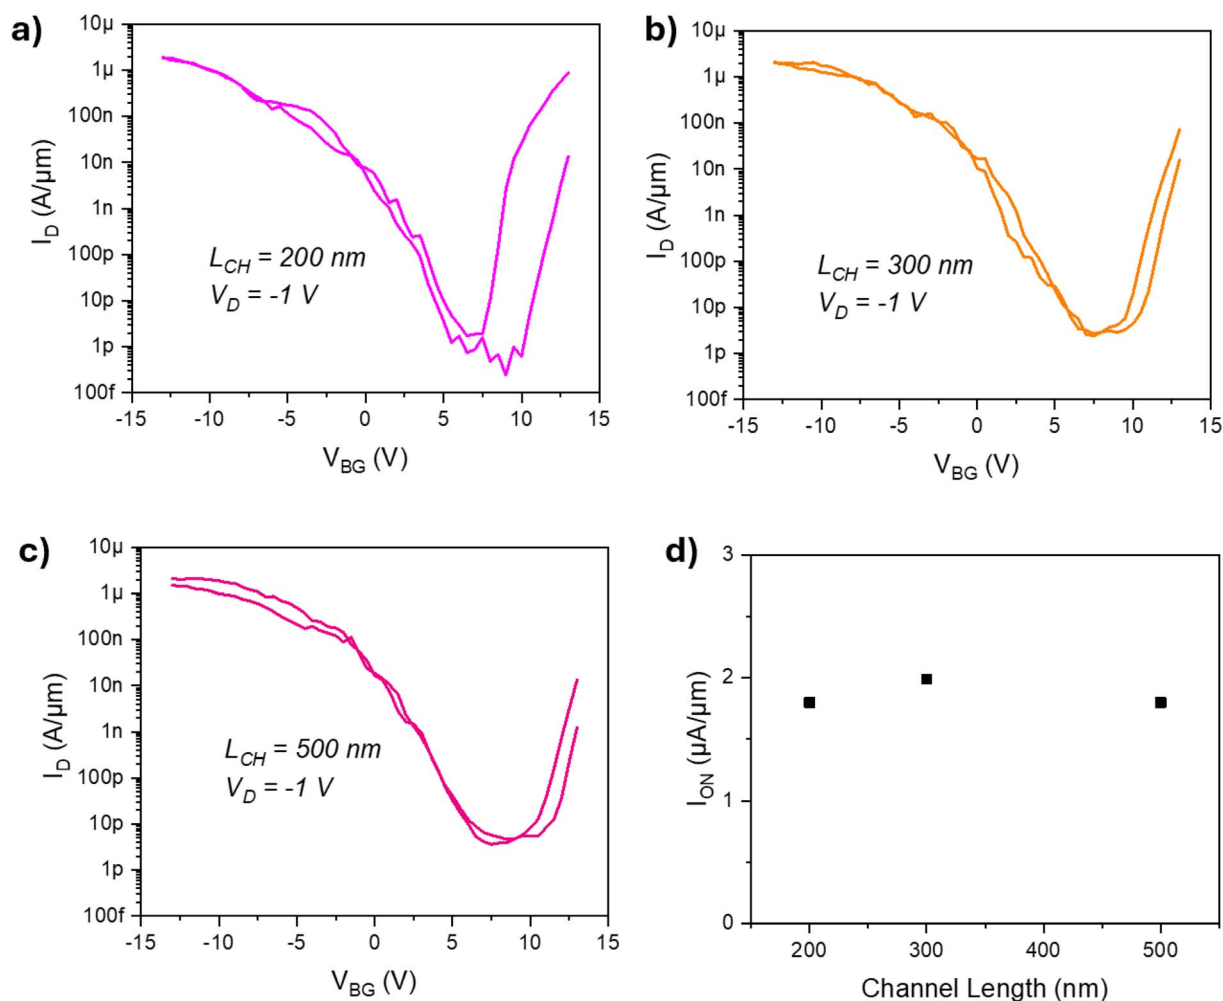 a)
10µ
1µ
100n
10n
1n
100p
10p
1p
100f
I_D (A/µm)
L_CH = 200 nm
V_D = -1 V
-15 -10 -5 0 5 10 15
V_BG (V)
b)
10µ
1µ
100n
10n
1n
100p
10p
1p
100f
I_D (A/µm)
L_CH = 300 nm
V_D = -1 V
-15 -10 -5 0 5 10 15
V_BG (V)
c)
10µ
1µ
100n
10n
1n
100p
10p
1p
100f
I_D (A/µm)
L_CH = 500 nm
V_D = -1 V
-15 -10 -5 0 5 10 15
V_BG (V)
d)
3
2
1
0
I_ON (µA/µm)
200 300 400 500
Channel Length (nm)